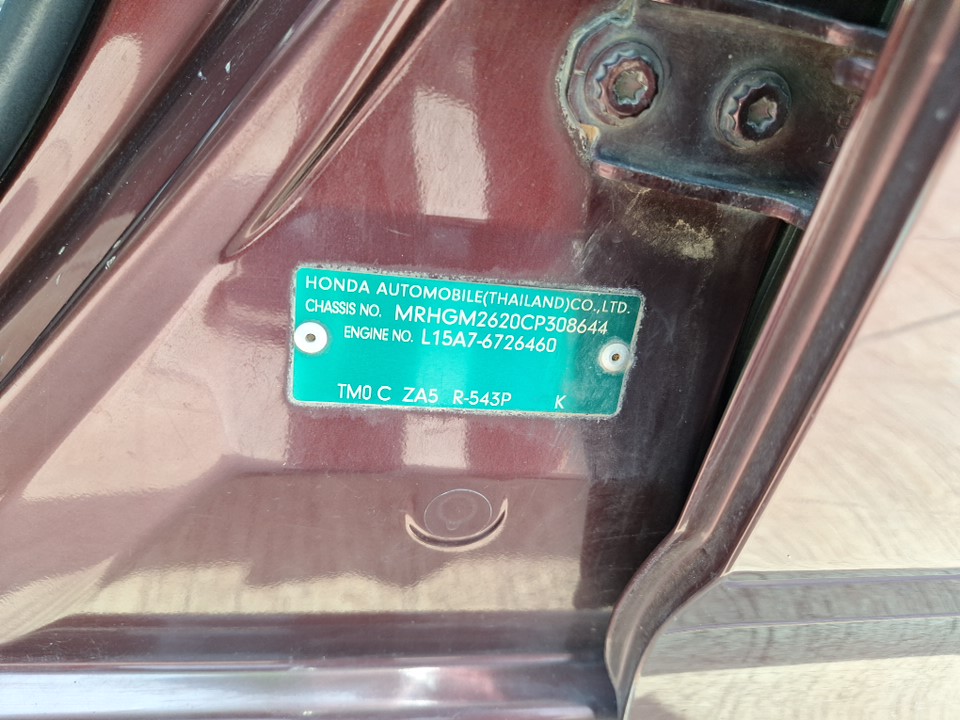 HONDA AUTOMOBILE(THAILAND)CO.,LTD.
CHASSIS NO. MRHGM2620CP308644
ENGINE NO. L15A7-6726460
TM0 C ZA5 R-543P K